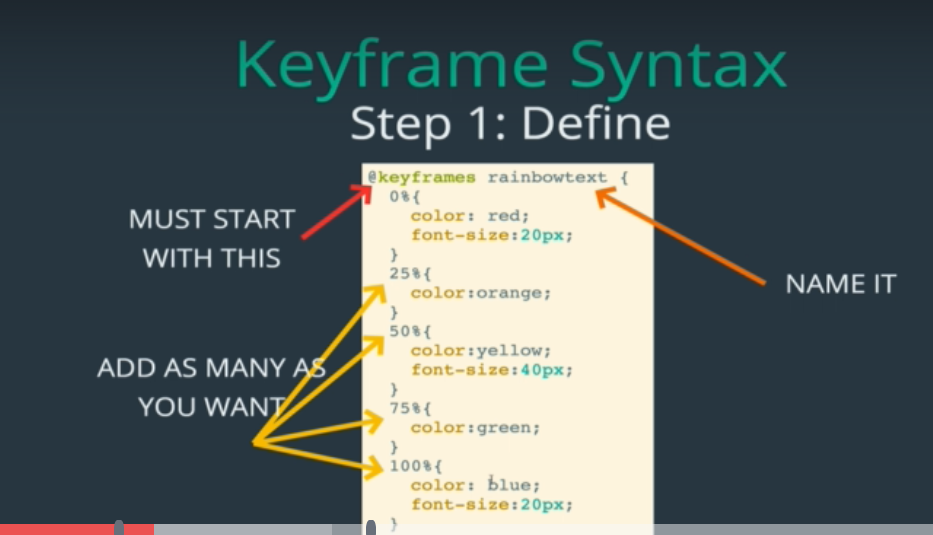 Keyframe Syntax
Step 1: Define
@keyframes rainbowtext {
0%{
color: red;
font-size:20px;
}
25%{
color:orange;
}
50%{
color:yellow;
font-size:40px;
}
75%{
color:green;
}
100%{
color: blue;
font-size:20px;
}
MUST START
WITH THIS
NAME IT
ADD AS MANY AS
YOU WANT